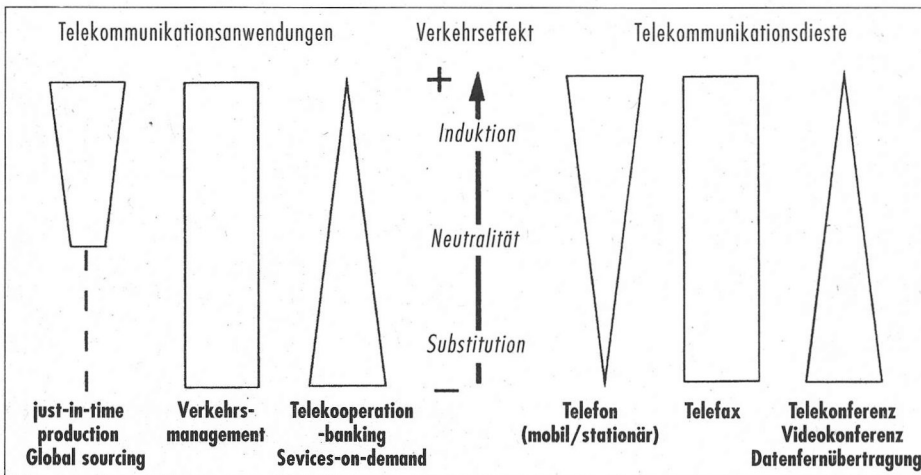 Telekommunikationsanwendungen
Verkehrseffekt
Telekommunikationsdieste
+
Induktion
Neutralität
Substitution
–
just-in-time
production
Global sourcing
Verkehrs-
management
Telekooperation
-banking
Sevices-on-demand
Telefon
(mobil/stationär)
Telefax
Telekonferenz
Videokonferenz
Datenfernübertragung